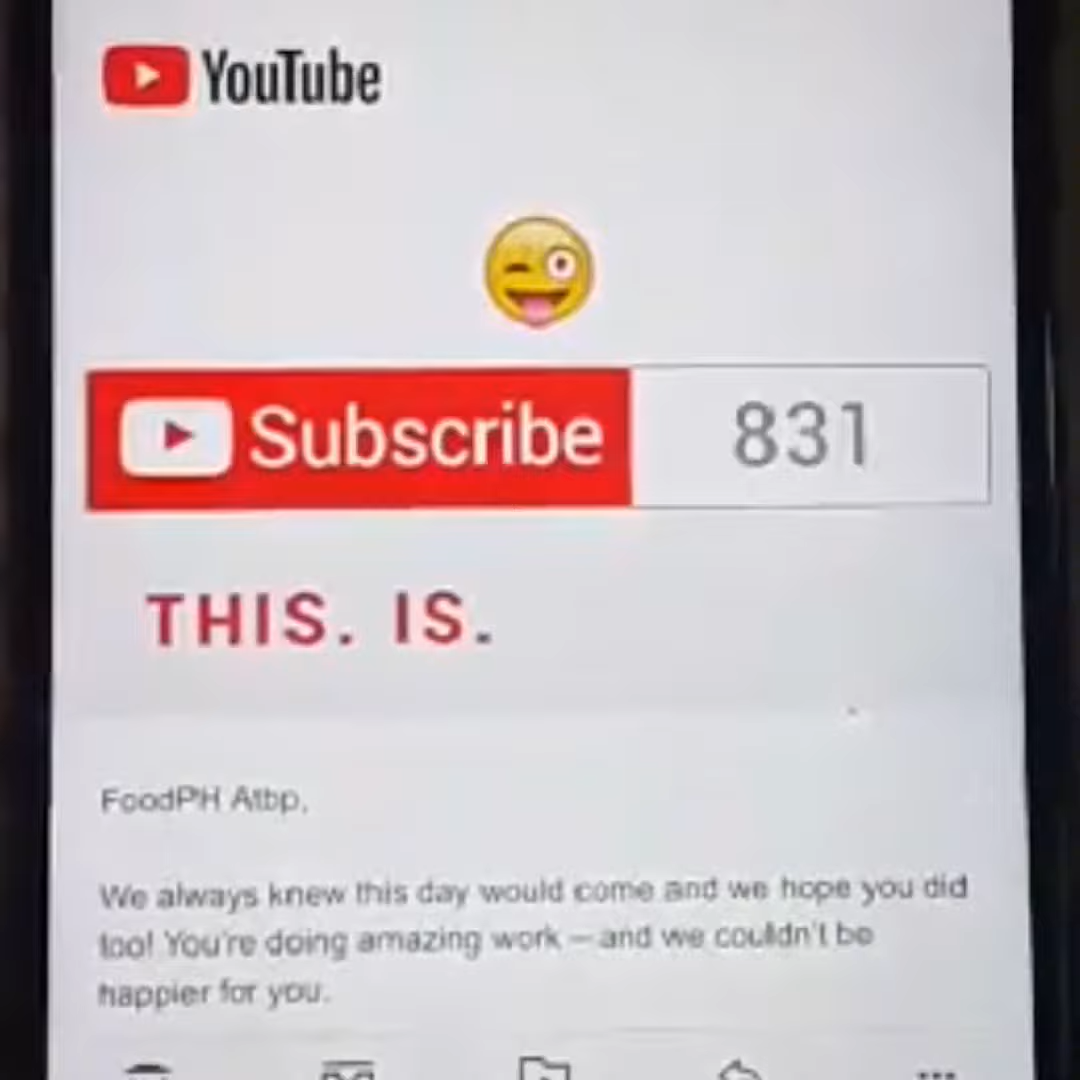 YouTube
Subscribe 831
THIS. IS.
FoodPH Atbp,
We always knew this day would come and we hope you did
too! You're doing amazing work – and we couldn't be
happier for you.